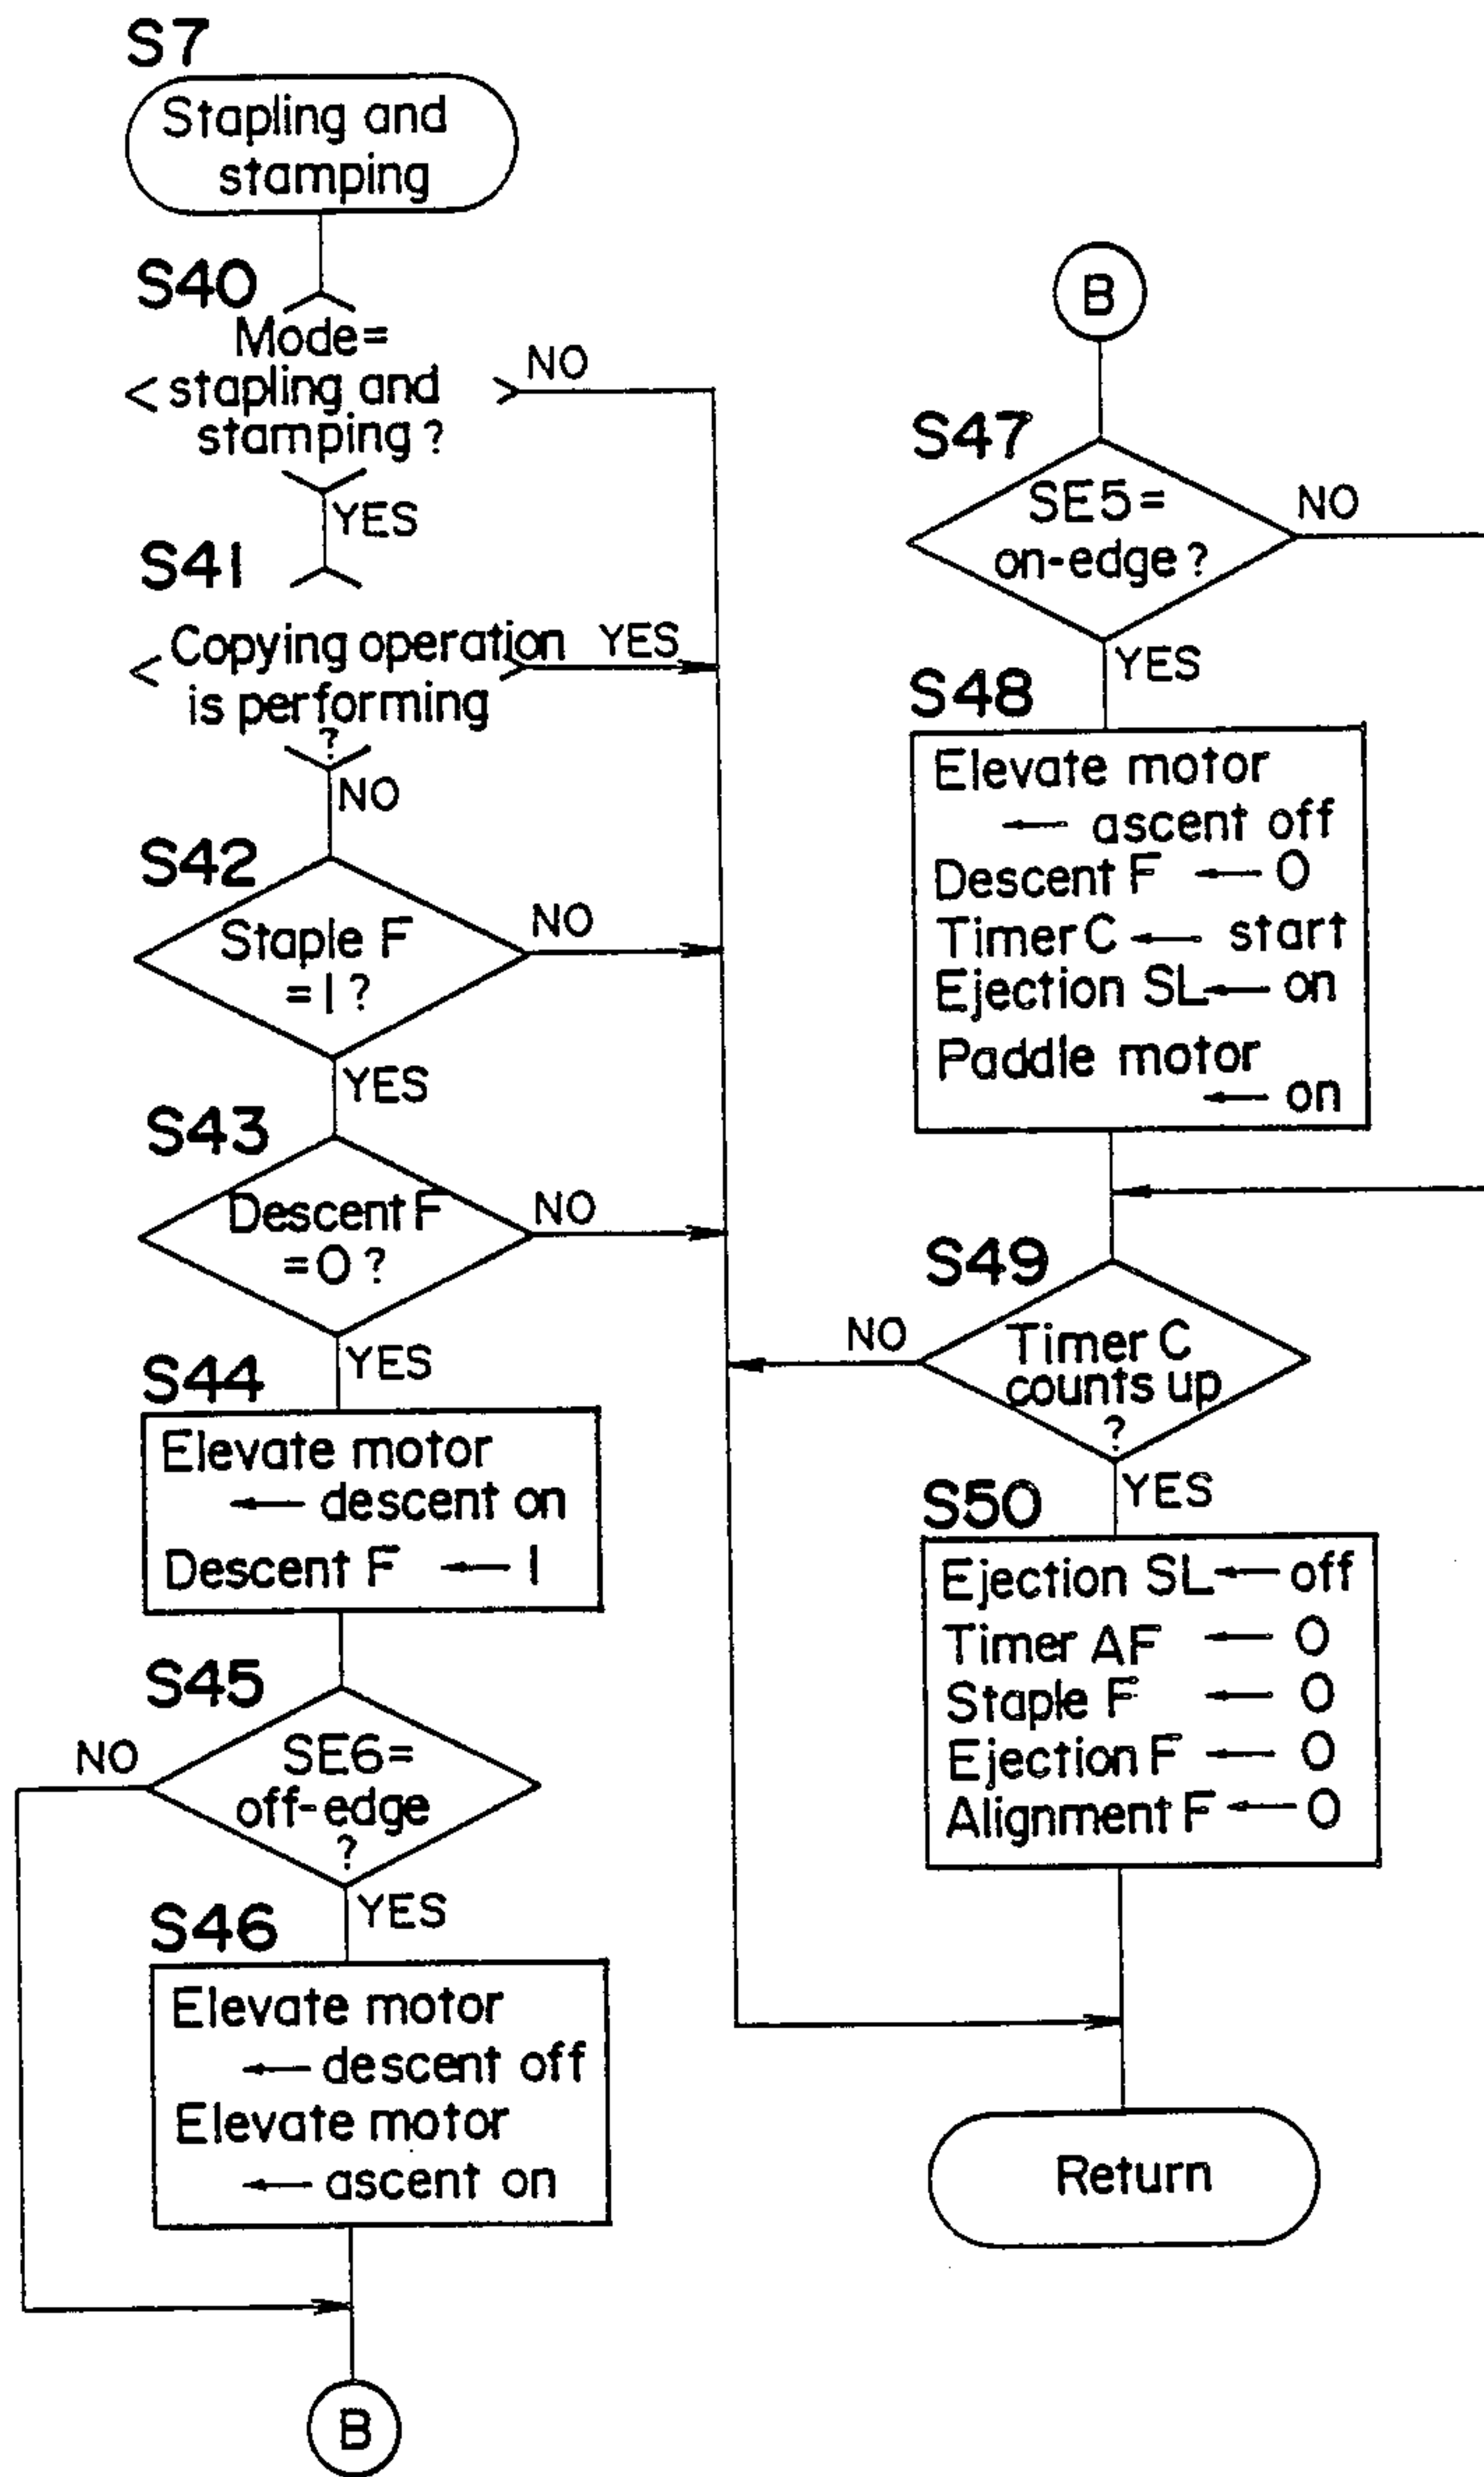 S7
Stapling and
stamping
S40
Mode=
stapling and
stamping?
NO
YES
S41
Copying operation
is performing
?
YES
NO
S42
Staple F
=1?
NO
YES
S43
Descent F
=0?
NO
YES
S44
Elevate motor
← descent on
Descent F ← 1
S45
SE6=
off-edge
?
NO
YES
S46
Elevate motor
← descent off
Elevate motor
← ascent on
B
B
S47
SE5=
on-edge?
NO
YES
S48
Elevate motor
← ascent off
Descent F ← 0
Timer C ← start
Ejection SL ← on
Paddle motor
← on
S49
Timer C
counts up
?
NO
YES
S50
Ejection SL ← off
Timer AF ← 0
Staple F ← 0
Ejection F ← 0
Alignment F ← 0
Return